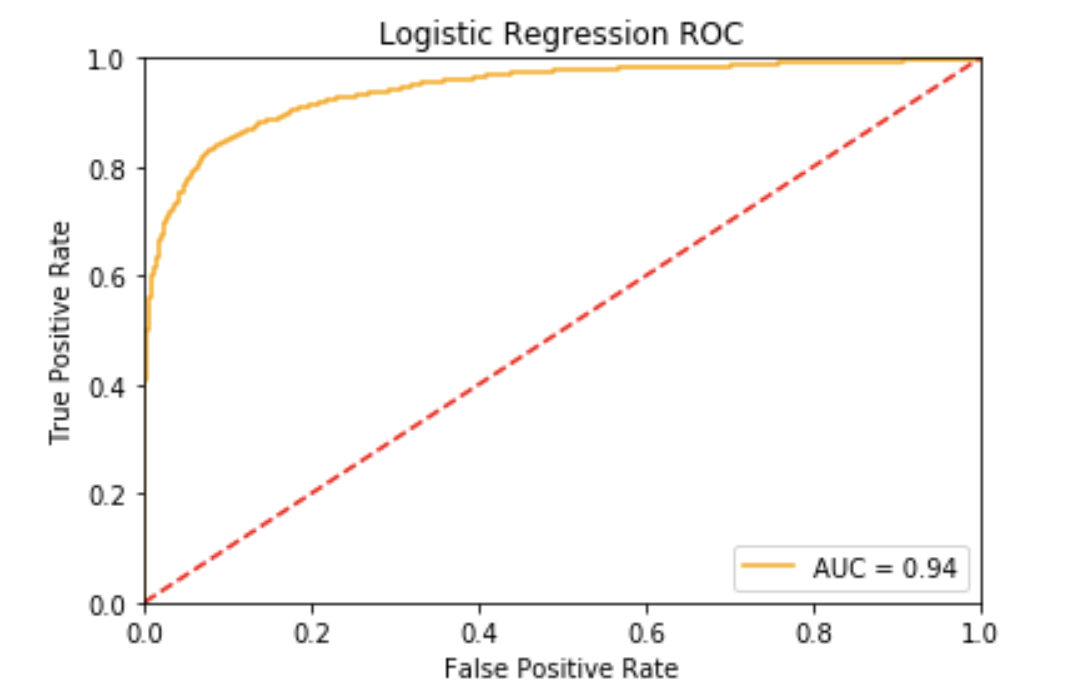 Logistic Regression ROC
1.0
0.8
0.6
0.4
0.2
0.0
True Positive Rate
AUC = 0.94
0.0 0.2 0.4 0.6 0.8 1.0
False Positive Rate